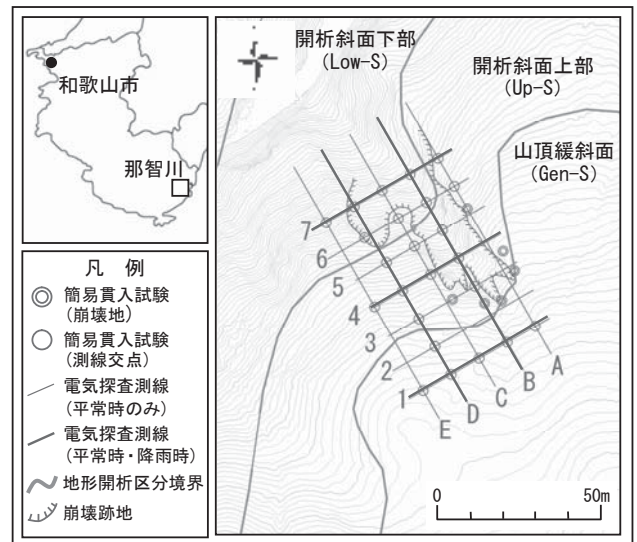 和歌山市
那智川
凡 例
簡易貫入試験
(崩壊地)
簡易貫入試験
(測線交点)
電気探査測線
(平常時のみ)
電気探査測線
(平常時・降雨時)
地形開析区分境界
崩壊跡地
開析斜面下部
(Low-S)
開析斜面上部
(Up-S)
山頂緩斜面
(Gen-S)
7
6
5
4
3
2
1
A
B
C
D
E
0 50m